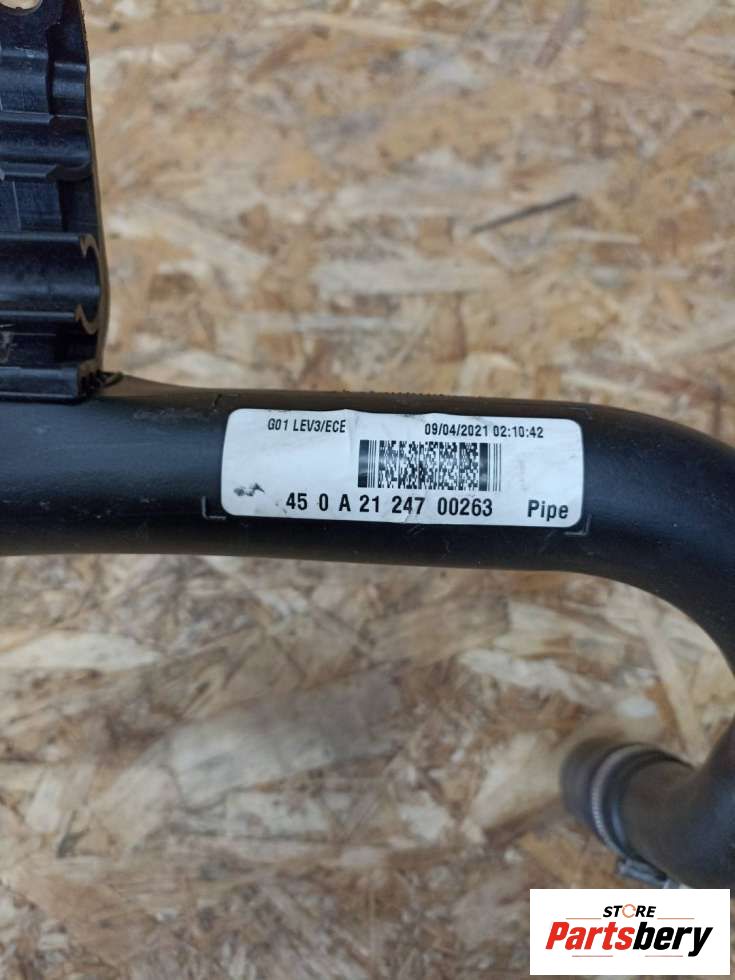 G01 LEV3/ECE 09/04/2021 02:10:42
45 0 A 21 247 00263 Pipe
STORE
Partsbery